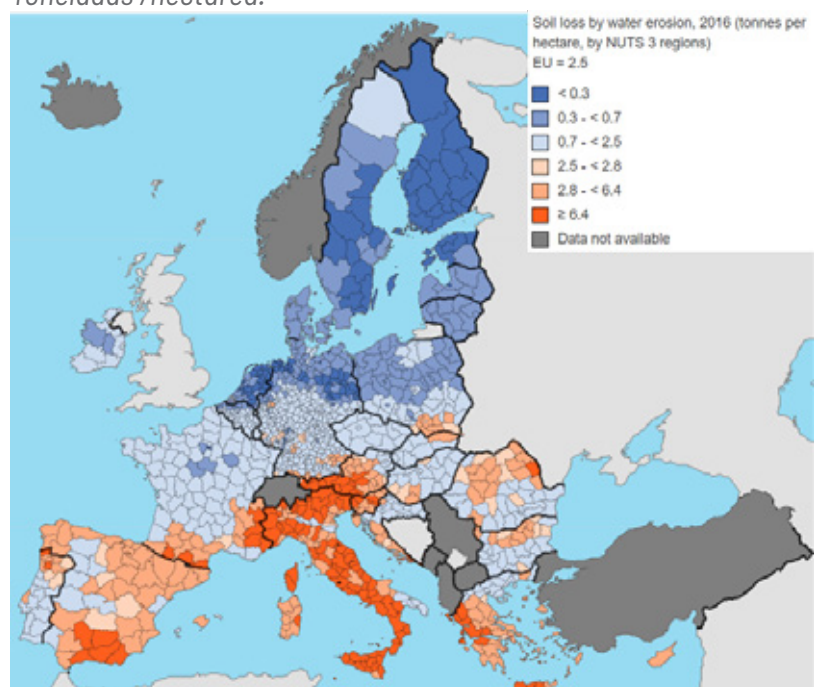 Toneladas /hectárea.
Soil loss by water erosion, 2016 (tonnes per
hectare, by NUTS 3 regions)
EU = 2.5
< 0.3
0.3 - < 0.7
0.7 - < 2.5
2.5 - < 2.8
2.8 - < 6.4
≥ 6.4
Data not available